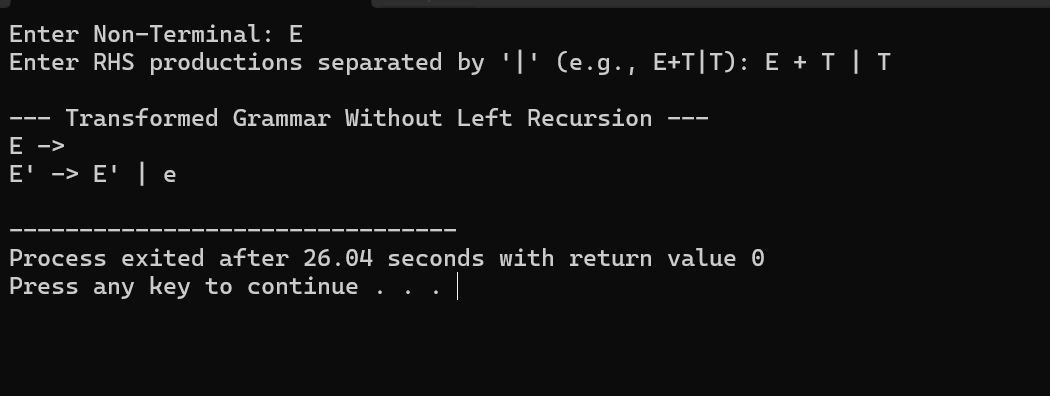 Enter Non-Terminal: E
Enter RHS productions separated by '|' (e.g., E+T|T): E + T | T
--- Transformed Grammar Without Left Recursion ---
E ->
E' -> E' | e
--------------------------------
Process exited after 26.04 seconds with return value 0
Press any key to continue . . .